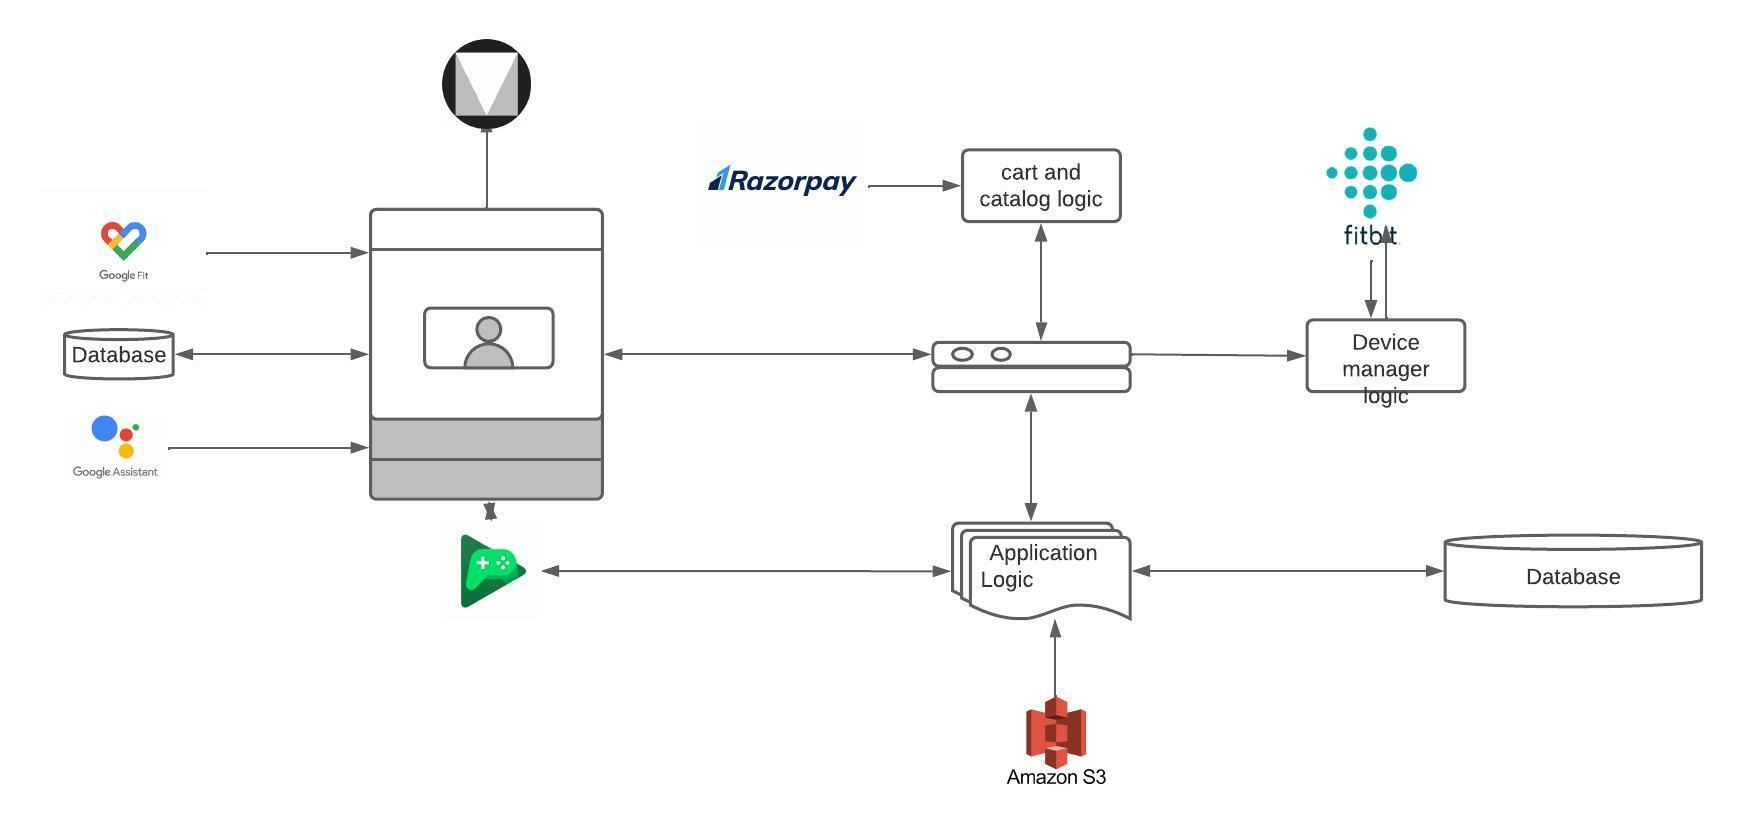 Razorpay
cart and
catalog logic
fitbit
Google Fit
Database
Device
manager
logic
Google Assistant
Application
Logic
Database
Amazon S3